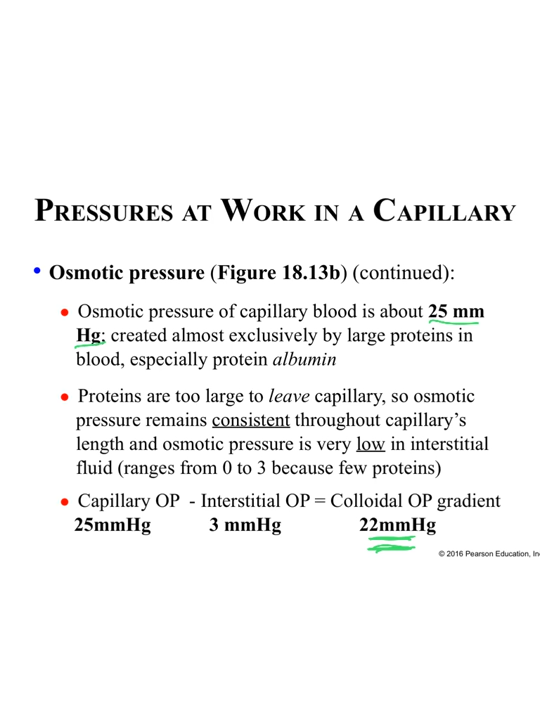 PRESSURES AT WORK IN A CAPILLARY
• Osmotic pressure (Figure 18.13b) (continued):
• Osmotic pressure of capillary blood is about 25 mm
Hg; created almost exclusively by large proteins in
blood, especially protein albumin
• Proteins are too large to leave capillary, so osmotic
pressure remains consistent throughout capillary's
length and osmotic pressure is very low in interstitial
fluid (ranges from 0 to 3 because few proteins)
• Capillary OP - Interstitial OP = Colloidal OP gradient
25mmHg 3 mmHg 22mmHg
© 2016 Pearson Education, In